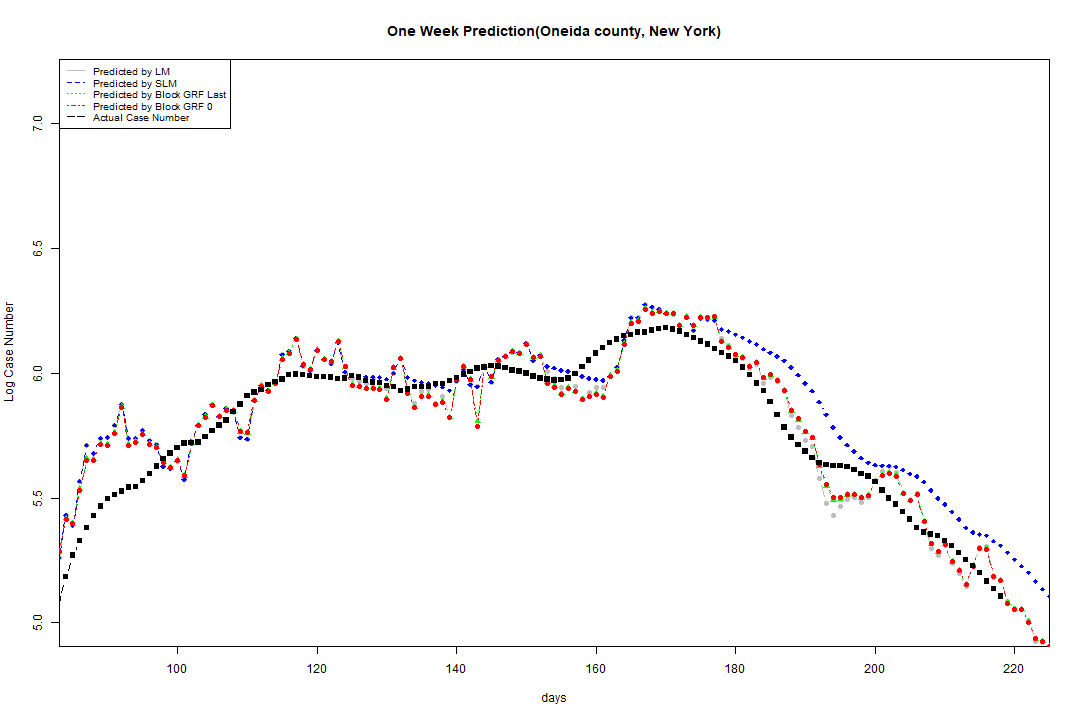 One Week Prediction(Oneida county, New York)
Predicted by LM
Predicted by SLM
Predicted by Block GRF Last
Predicted by Block GRF 0
Actual Case Number
Log Case Number
7.0
6.5
6.0
5.5
5.0
100 120 140 160 180 200 220
days